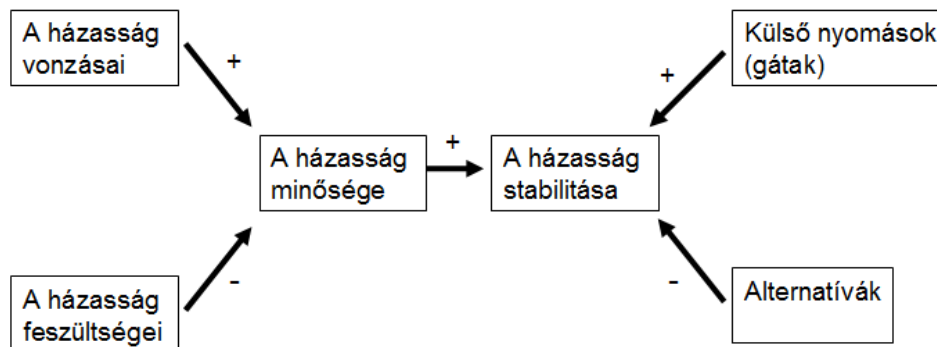 A házasság
vonzásai
+
Külső nyomások
(gátak)
+
A házasság
minősége
+
A házasság
stabilitása
-
A házasság
feszültségei
-
Alternatívák